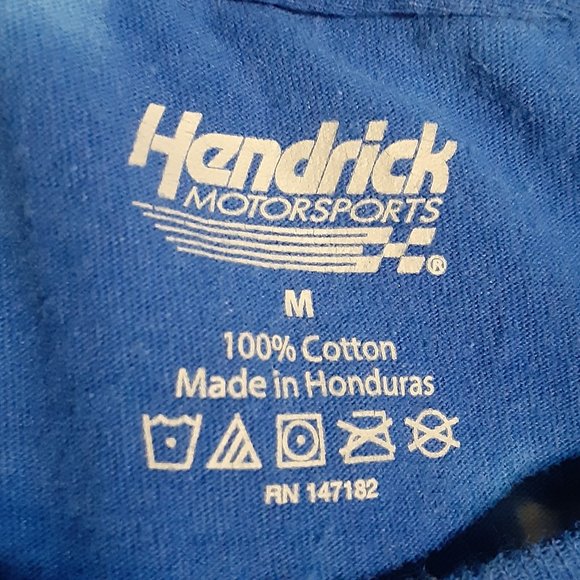 Hendrick
MOTORSPORTS
®
M
100% Cotton
Made in Honduras
RN 147182